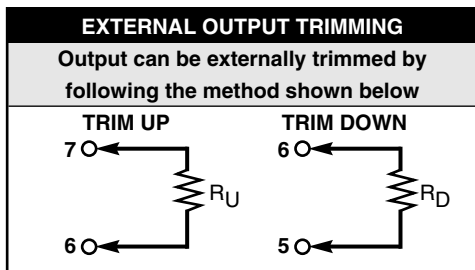 EXTERNAL OUTPUT TRIMMING
Output can be externally trimmed by
following the method shown below
TRIM UP TRIM DOWN
7 6
RU RD
6 5